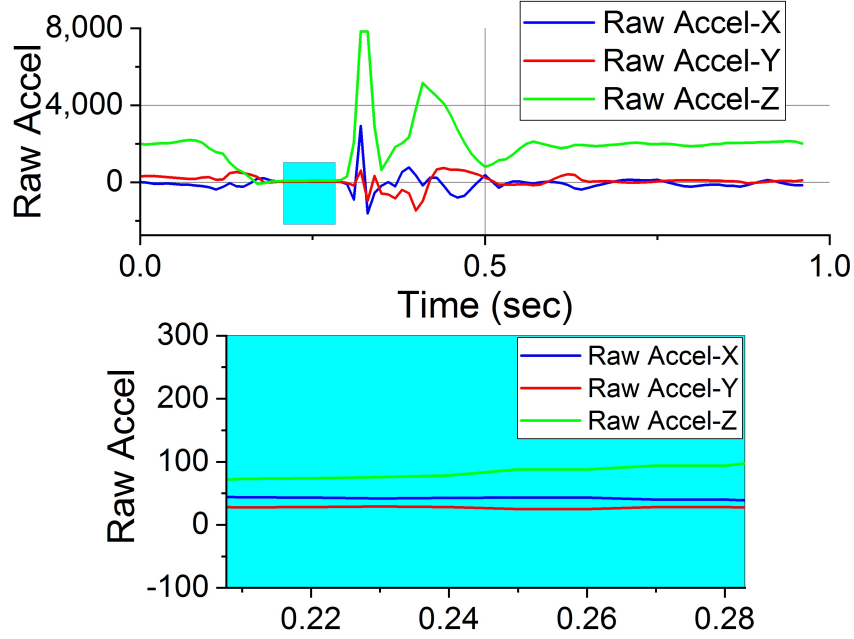 Raw Accel
8,000
4,000
0
Raw Accel-X
Raw Accel-Y
Raw Accel-Z
0.0
0.5
1.0
Time (sec)
Raw Accel
300
200
100
0
-100
Raw Accel-X
Raw Accel-Y
Raw Accel-Z
0.22
0.24
0.26
0.28